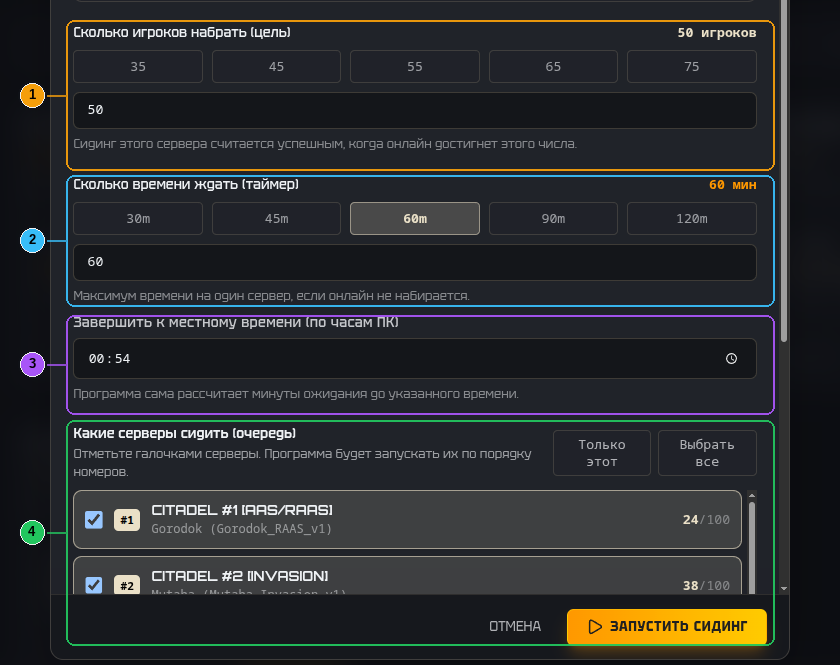 Сколько игроков набрать (цель)
50 игроков
35
45
55
65
75
1
50
Сидинг этого сервера считается успешным, когда онлайн достигнет этого числа.
Сколько времени ждать (таймер)
60 мин
30m
45m
60m
90m
120m
2
60
Максимум времени на один сервер, если онлайн не набирается.
Завершить к местному времени (по часам ПК)
3
00:54
Программа сама рассчитает минуты ожидания до указанного времени.
Какие серверы сидить (очередь)
Отметьте галочками серверы. Программа будет запускать их по порядку
номеров.
Только
этот
Выбрать
все
4
#1
CITADEL #1 [AAS/RAAS]
Gorodok (Gorodok_RAAS_v1)
24/100
#2
CITADEL #2 [INVASION]
Mutaha (Mutaha_Invasion_v1)
38/100
ОТМЕНА
ЗАПУСТИТЬ СИДИНГ